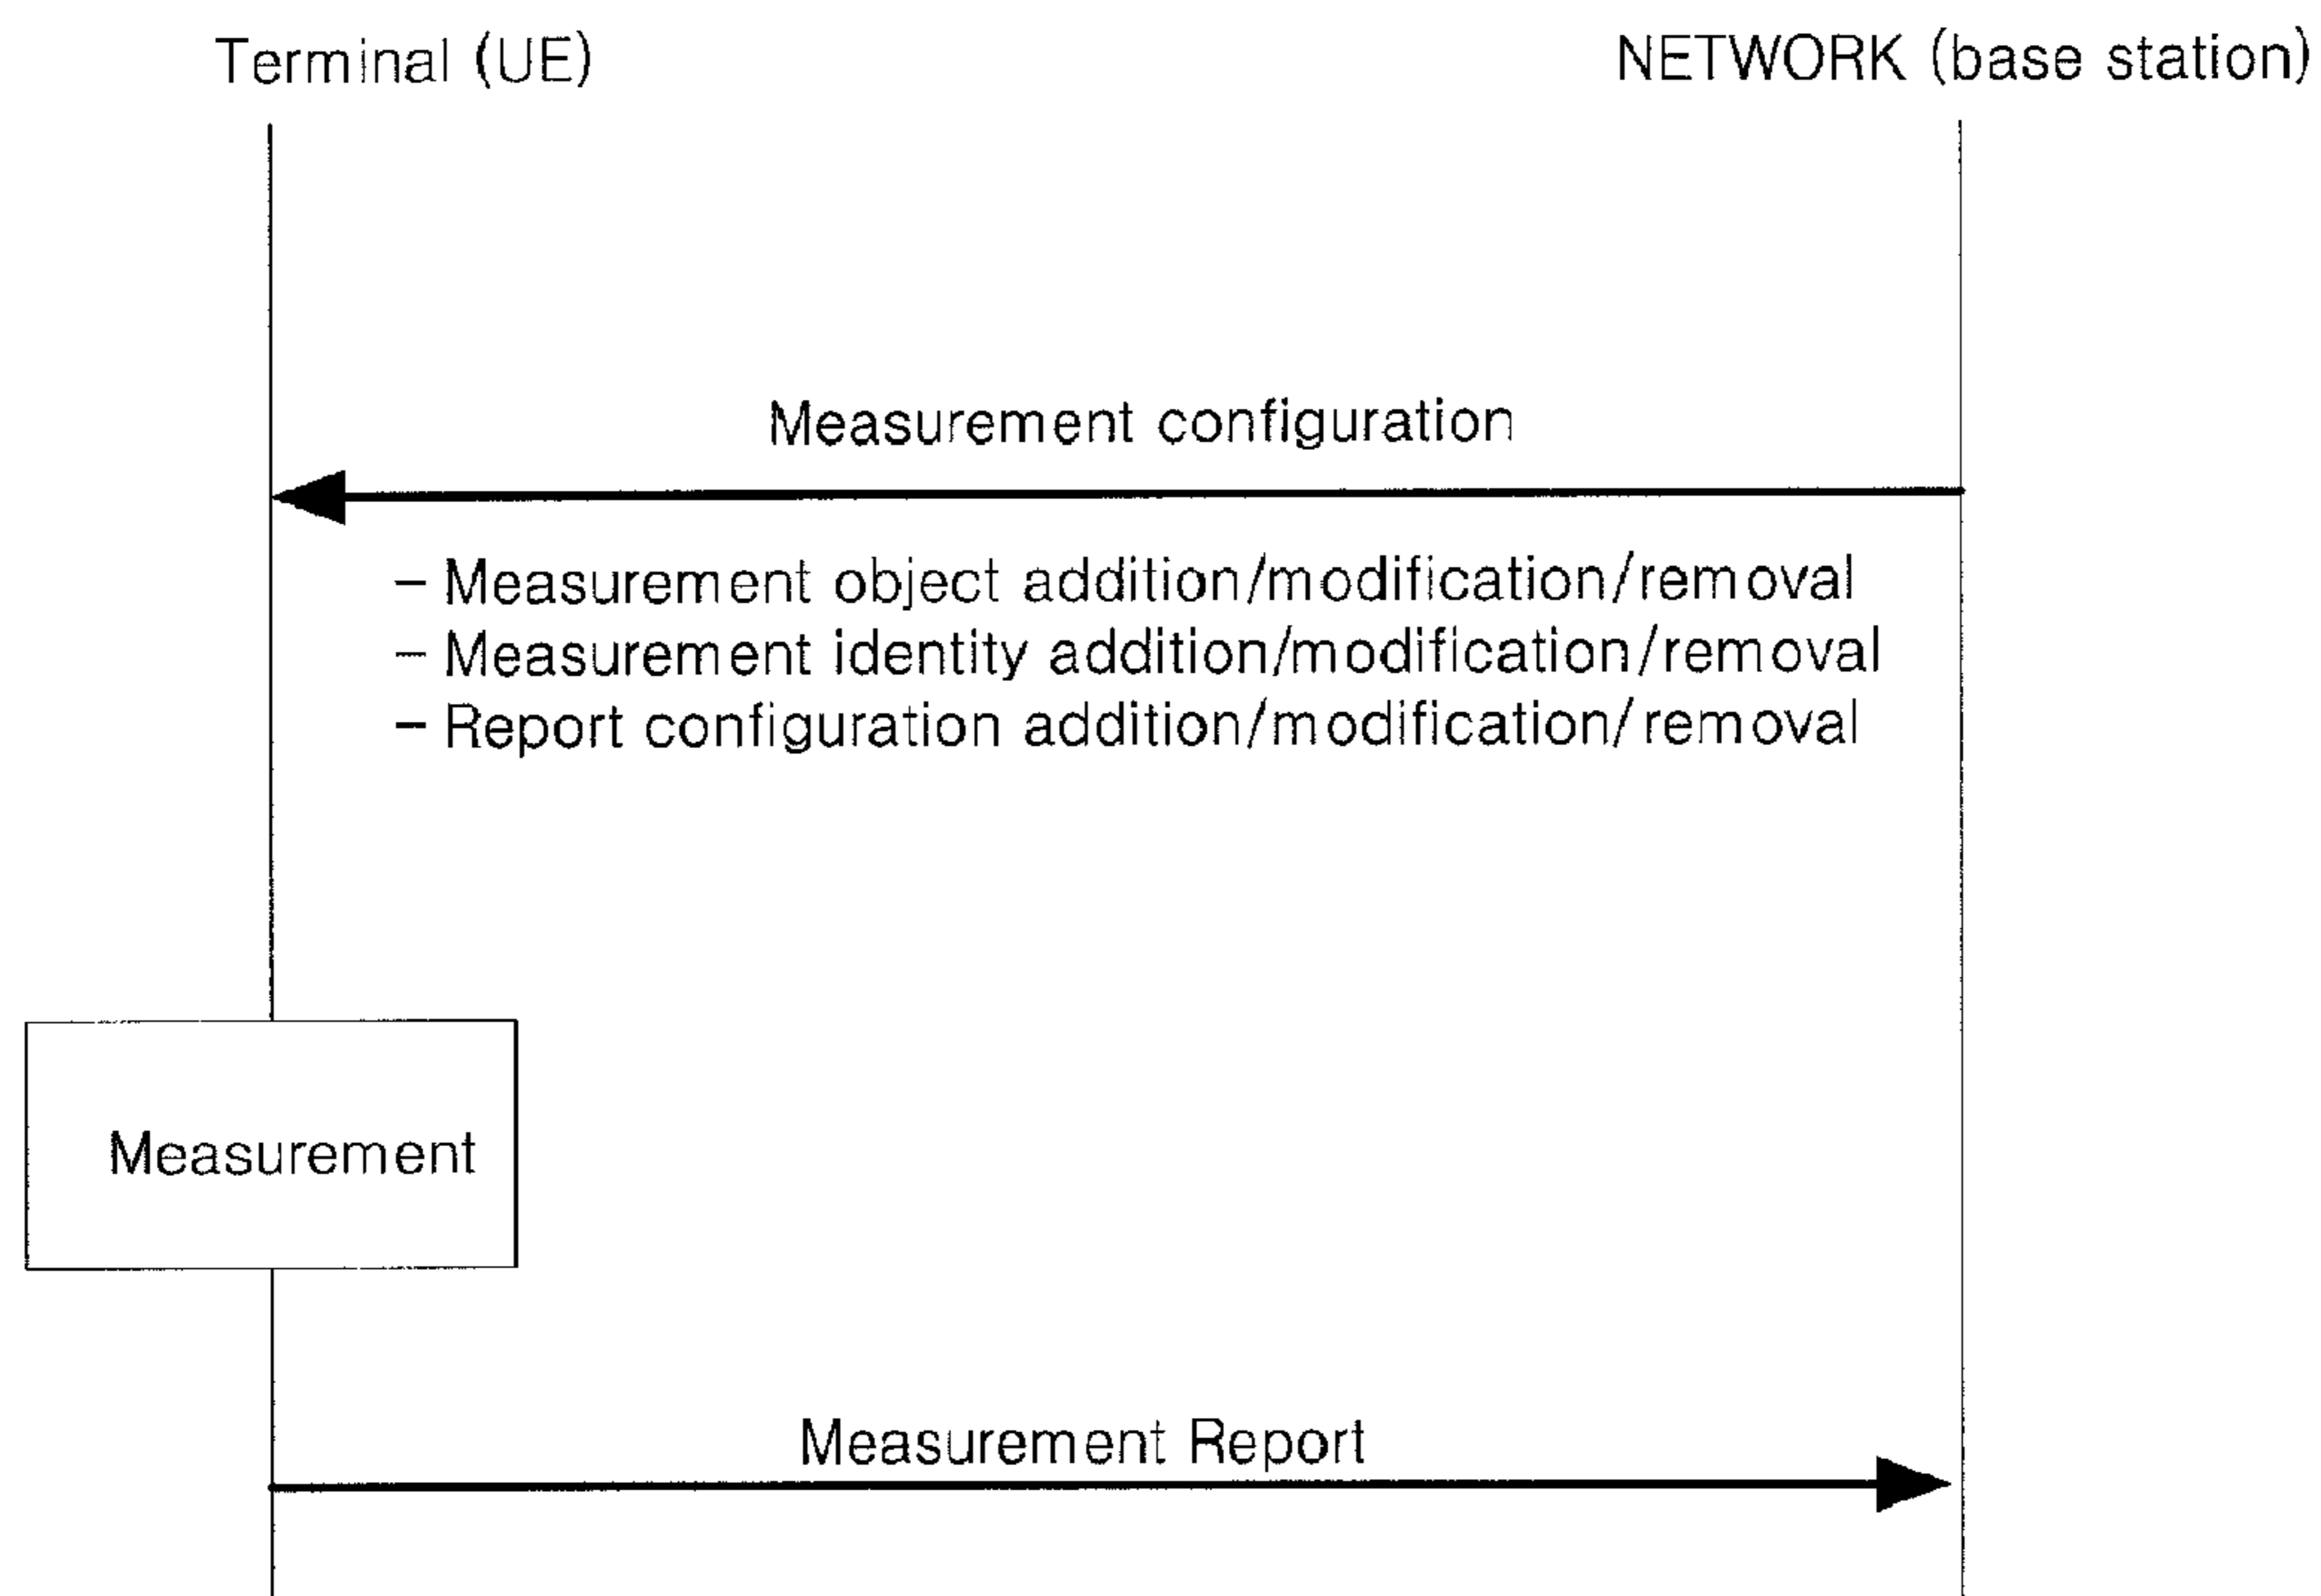 Terminal (UE)
NETWORK (base station)
Measurement configuration
- Measurement object addition/modification/removal
- Measurement identity addition/modification/removal
- Report configuration addition/modification/removal
Measurement
Measurement Report